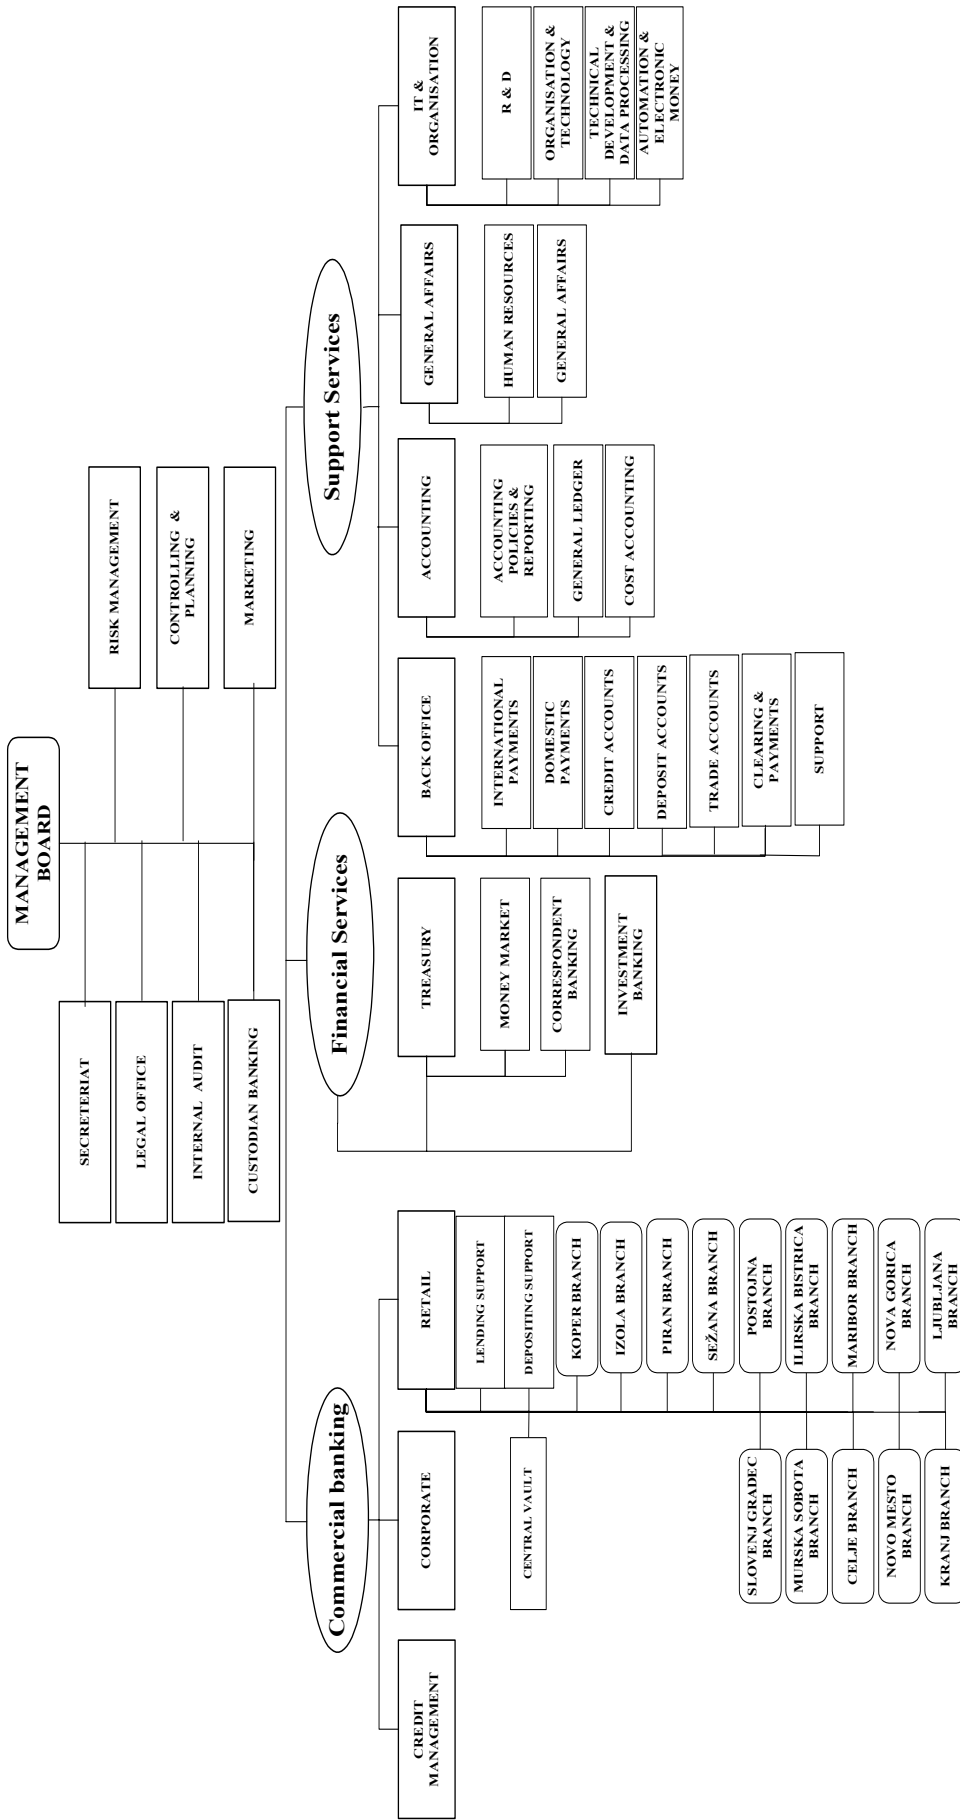 MANAGEMENT
BOARD
SECRETERIAT
LEGAL OFFICE
INTERNAL AUDIT
CUSTODIAN BANKING
RISK MANAGEMENT
CONTROLLING &
PLANNING
MARKETING
Commercial banking
Financial Services
Support Services
CREDIT
MANAGEMENT
CORPORATE
RETAIL
LENDING SUPPORT
DEPOSITING SUPPORT
CENTRAL VAULT
KOPER BRANCH
IZOLA BRANCH
PIRAN BRANCH
SEŽANA BRANCH
SLOVENJ GRADEC
BRANCH
POSTOJNA
BRANCH
MURSKA SOBOTA
BRANCH
ILIRSKA BISTRICA
BRANCH
CELJE BRANCH
MARIBOR BRANCH
NOVO MESTO
BRANCH
NOVA GORICA
BRANCH
KRANJ BRANCH
LJUBLJANA
BRANCH
TREASURY
MONEY MARKET
CORRESPONDENT
BANKING
INVESTMENT
BANKING
BACK OFFICE
INTERNATIONAL
PAYMENTS
DOMESTIC
PAYMENTS
CREDIT ACCOUNTS
DEPOSIT ACCOUNTS
TRADE ACCOUNTS
CLEARING &
PAYMENTS
SUPPORT
ACCOUNTING
ACCOUNTING
POLICIES &
REPORTING
GENERAL LEDGER
COST ACCOUNTING
GENERAL AFFAIRS
HUMAN RESOURCES
GENERAL AFFAIRS
IT &
ORGANISATION
R & D
ORGANISATION &
TECHNOLOGY
TECHNICAL
DEVELOPMENT &
DATA PROCESSING
AUTOMATION &
ELECTRONIC
MONEY